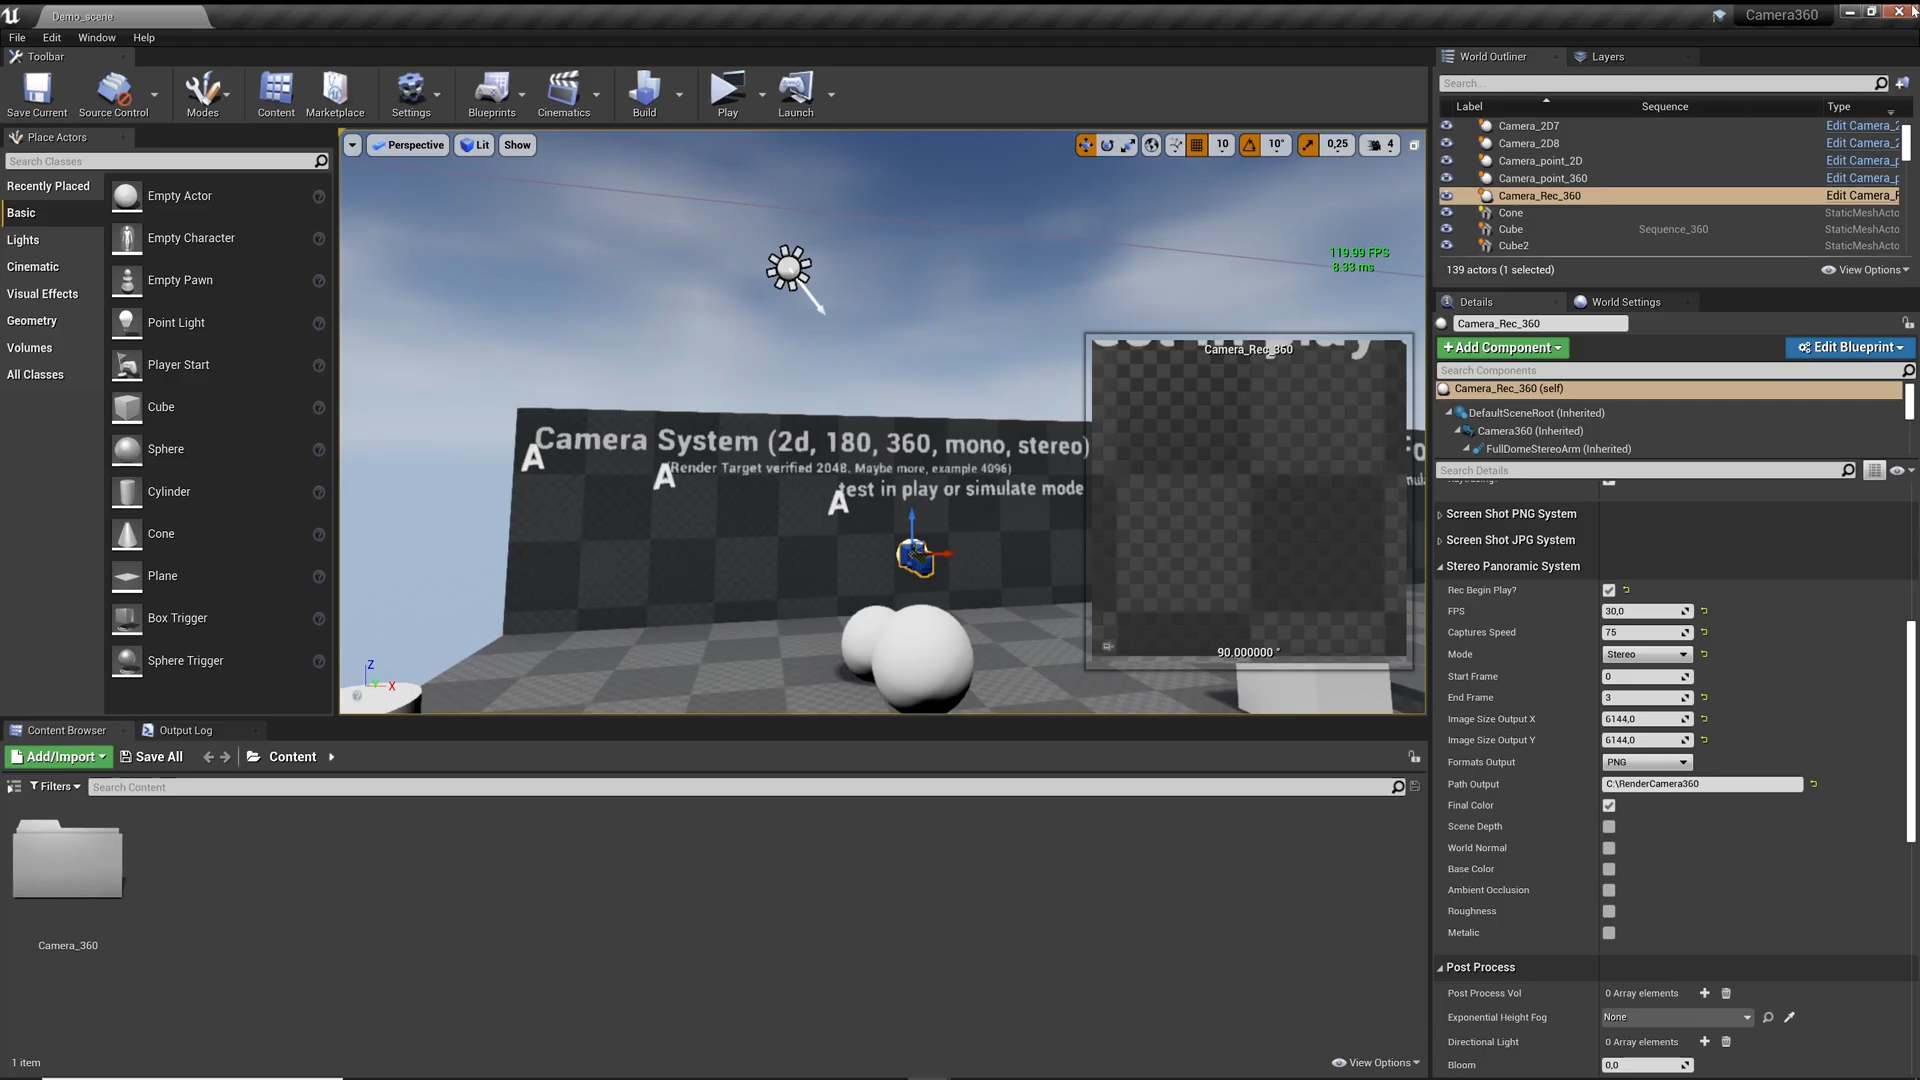 Demo_scene
Camera360
File Edit Window Help
Toolbar
Save Current
Source Control
Modes
Content
Marketplace
Settings
Blueprints
Cinematics
Build
Play
Launch
Place Actors
Search Classes
Recently Placed
Basic
Lights
Cinematic
Visual Effects
Geometry
Volumes
All Classes
Empty Actor
Empty Character
Empty Pawn
Point Light
Player Start
Cube
Sphere
Cylinder
Cone
Plane
Box Trigger
Sphere Trigger
Perspective
Lit
Show
10
10°
0,25
4
119.99 FPS
8.33 ms
Camera System (2d, 180, 360, mono, stereo)
(Render Target verified 2048. Maybe more, example 4096)
test in play or simulate mode
A
A
A
Z
X
Camera_Rec_360
90.000000 °
World Outliner
Layers
Search...
Label Sequence Type
Camera_2D7 Edit Camera_2
Camera_2D8 Edit Camera_2
Camera_point_2D Edit Camera_p
Camera_point_360 Edit Camera_p
Camera_Rec_360 Edit Camera_R
Cone StaticMeshActo
Cube Sequence_360 StaticMeshActo
Cube2 StaticMeshActo
139 actors (1 selected)
View Options
Details
World Settings
Camera_Rec_360
+Add Component
Edit Blueprint
Search Components
Camera_Rec_360 (self)
DefaultSceneRoot (Inherited)
Camera360 (Inherited)
FullDomeStereoArm (Inherited)
Search Details
Screen Shot PNG System
Screen Shot JPG System
Stereo Panoramic System
Rec Begin Play?
FPS 30,0
Captures Speed 75
Mode Stereo
Start Frame 0
End Frame 3
Image Size Output X 6144,0
Image Size Output Y 6144,0
Formats Output PNG
Path Output C:\RenderCamera360
Final Color
Scene Depth
World Normal
Base Color
Ambient Occlusion
Roughness
Metalic
Post Process
Post Process Vol 0 Array elements
Exponential Height Fog None
Directional Light 0 Array elements
Bloom 0,0
Content Browser
Output Log
Add/Import
Save All
Content
Filters
Search Content
Camera_360
1 item
View Options